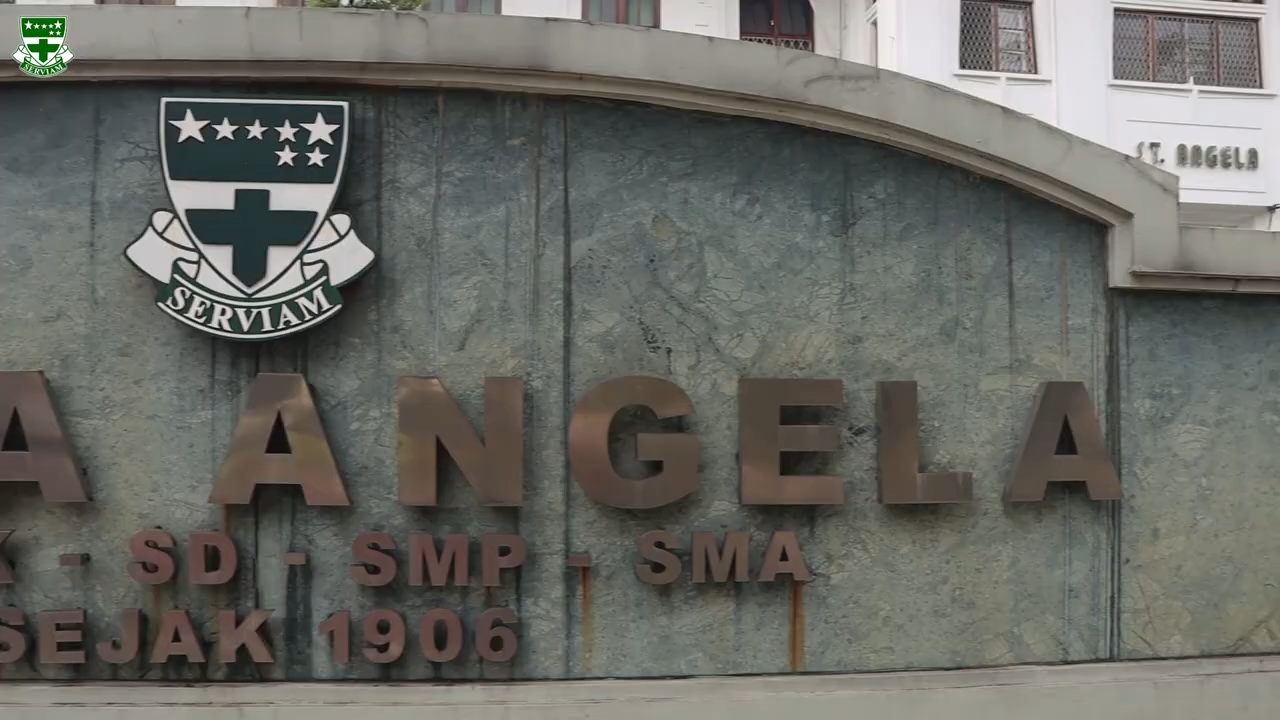 SERVIAM
ST. ANGELA
SERVIAM
A ANGELA
K - SD - SMP - SMA
SEJAK 1906